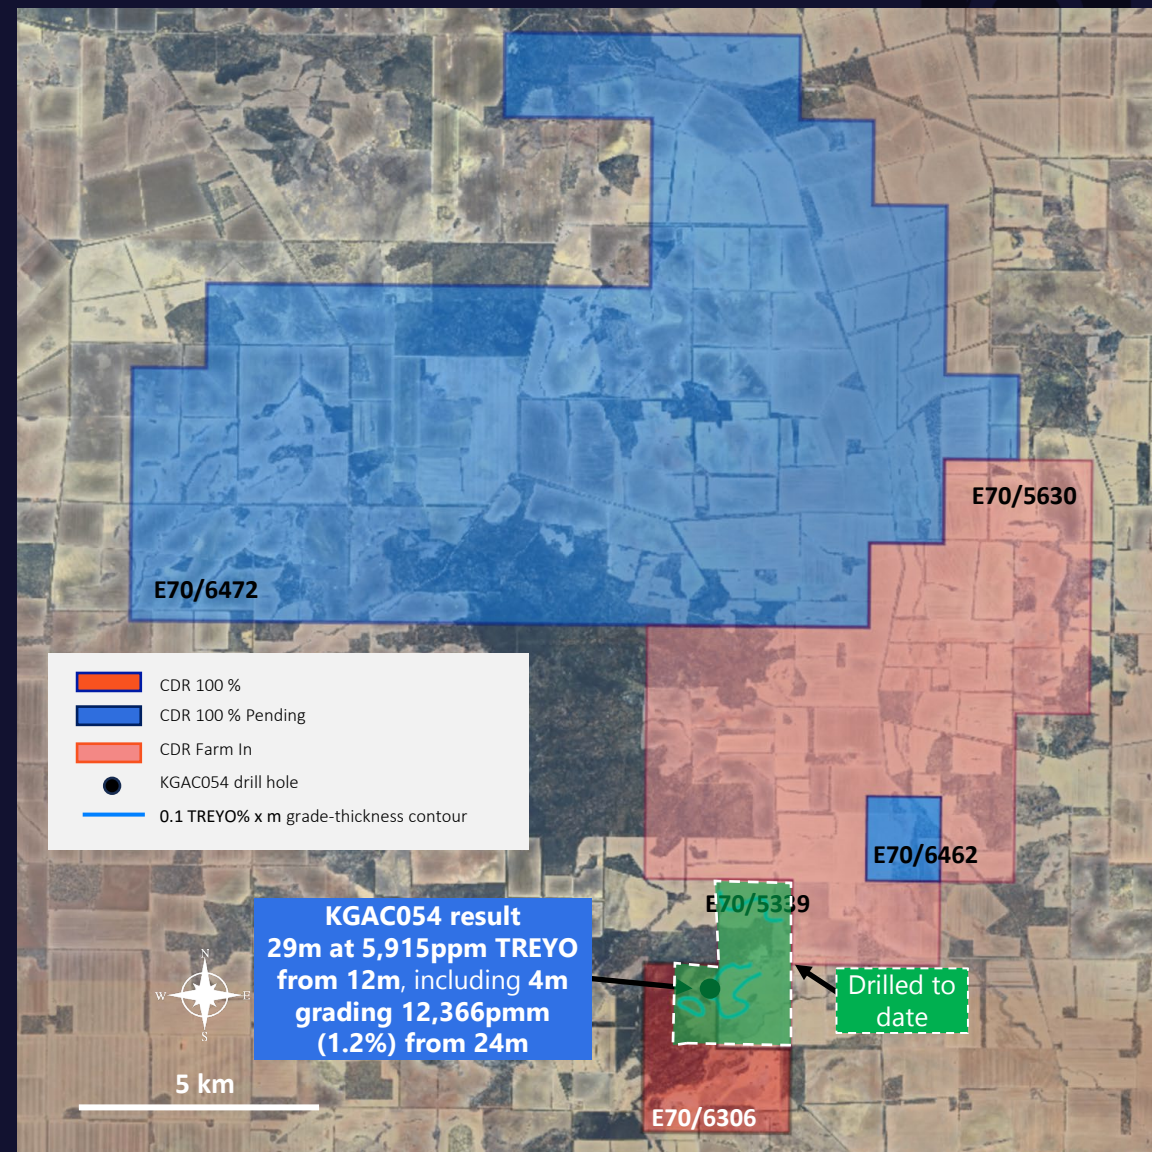 E70/5630
E70/6472
CDR 100 %
CDR 100 % Pending
CDR Farm In
KGAC054 drill hole
0.1 TREYO% x m grade-thickness contour
E70/6462
E70/5339
KGAC054 result
29m at 5,915ppm TREYO
from 12m, including 4m
grading 12,366pmm
(1.2%) from 24m
Drilled to
date
N
W E
S
5 km
E70/6306